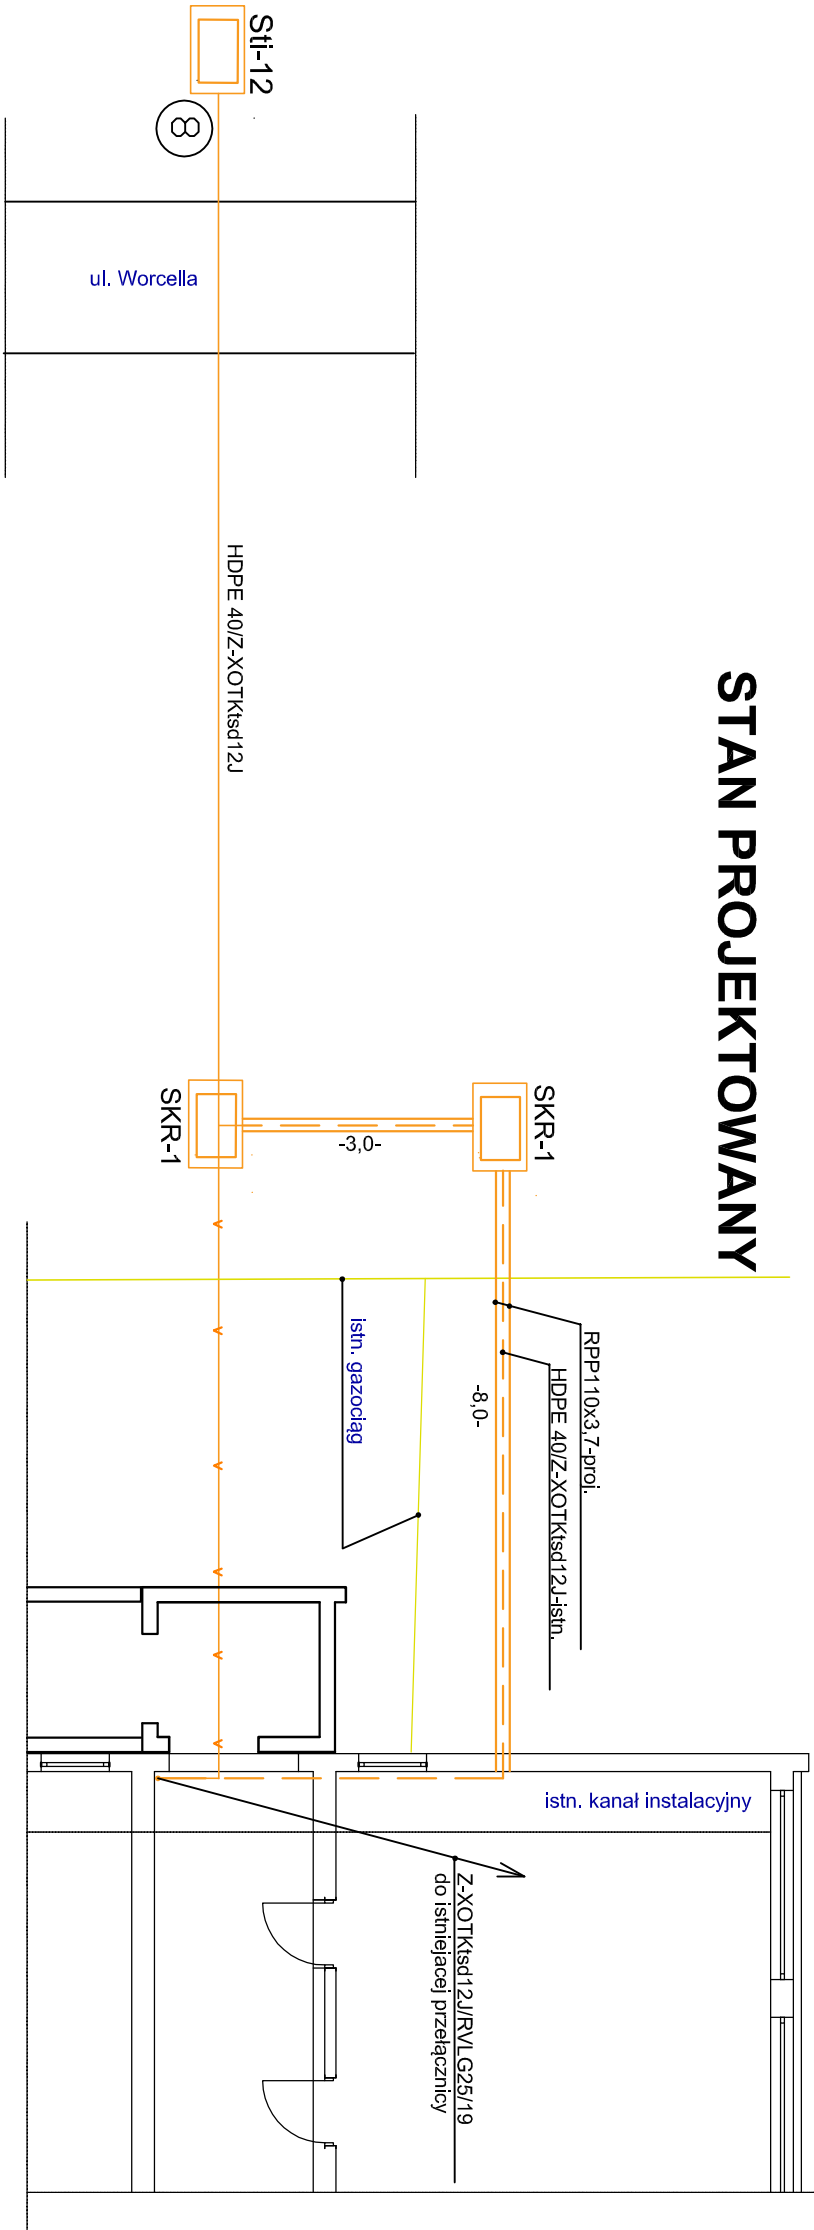 STAN PROJEKTOWANY
Sti-12
8
ul. Worcella
HDPE 40/Z-XOTKtsd12J
SKR-1
SKR-1
-3,0-
RPP110x3,7-proj.
HDPE 40/Z-XOTKtsd12J-istn.
-8,0-
istn. gazociąg
istn. kanał instalacyjny
Z-XOTKtsd12J/RVLG25/19
do istniejacej przełącznicy